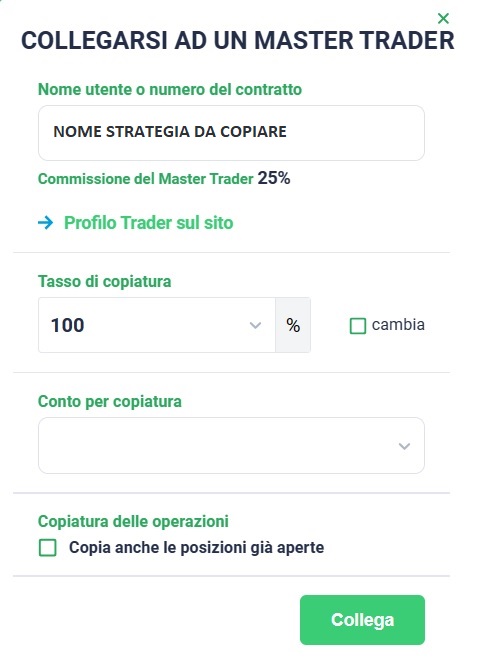 COLLEGARSI AD UN MASTER TRADER
Nome utente o numero del contratto
NOME STRATEGIA DA COPIARE
Commissione del Master Trader 25%
→ Profilo Trader sul sito
Tasso di copiatura
100 % cambia
Conto per copiatura
Copiatura delle operazioni
Copia anche le posizioni già aperte
Collega